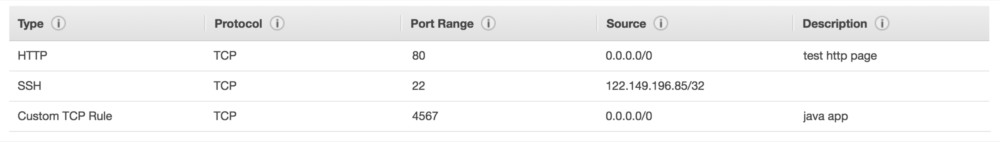 Type Protocol Port Range Source Description
HTTP TCP 80 0.0.0.0/0 test http page
SSH TCP 22 122.149.196.85/32
Custom TCP Rule TCP 4567 0.0.0.0/0 java app